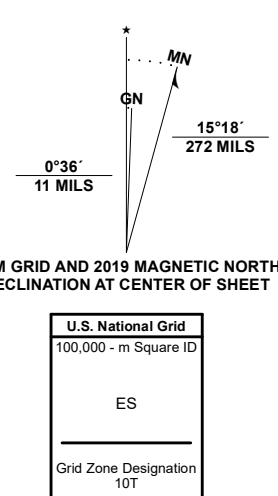 ★
MN
GN
15°18´
272 MILS
0°36´
11 MILS
M GRID AND 2019 MAGNETIC NORTH
ECLINATION AT CENTER OF SHEET
U.S. National Grid
100,000 - m Square ID
ES
Grid Zone Designation
10T